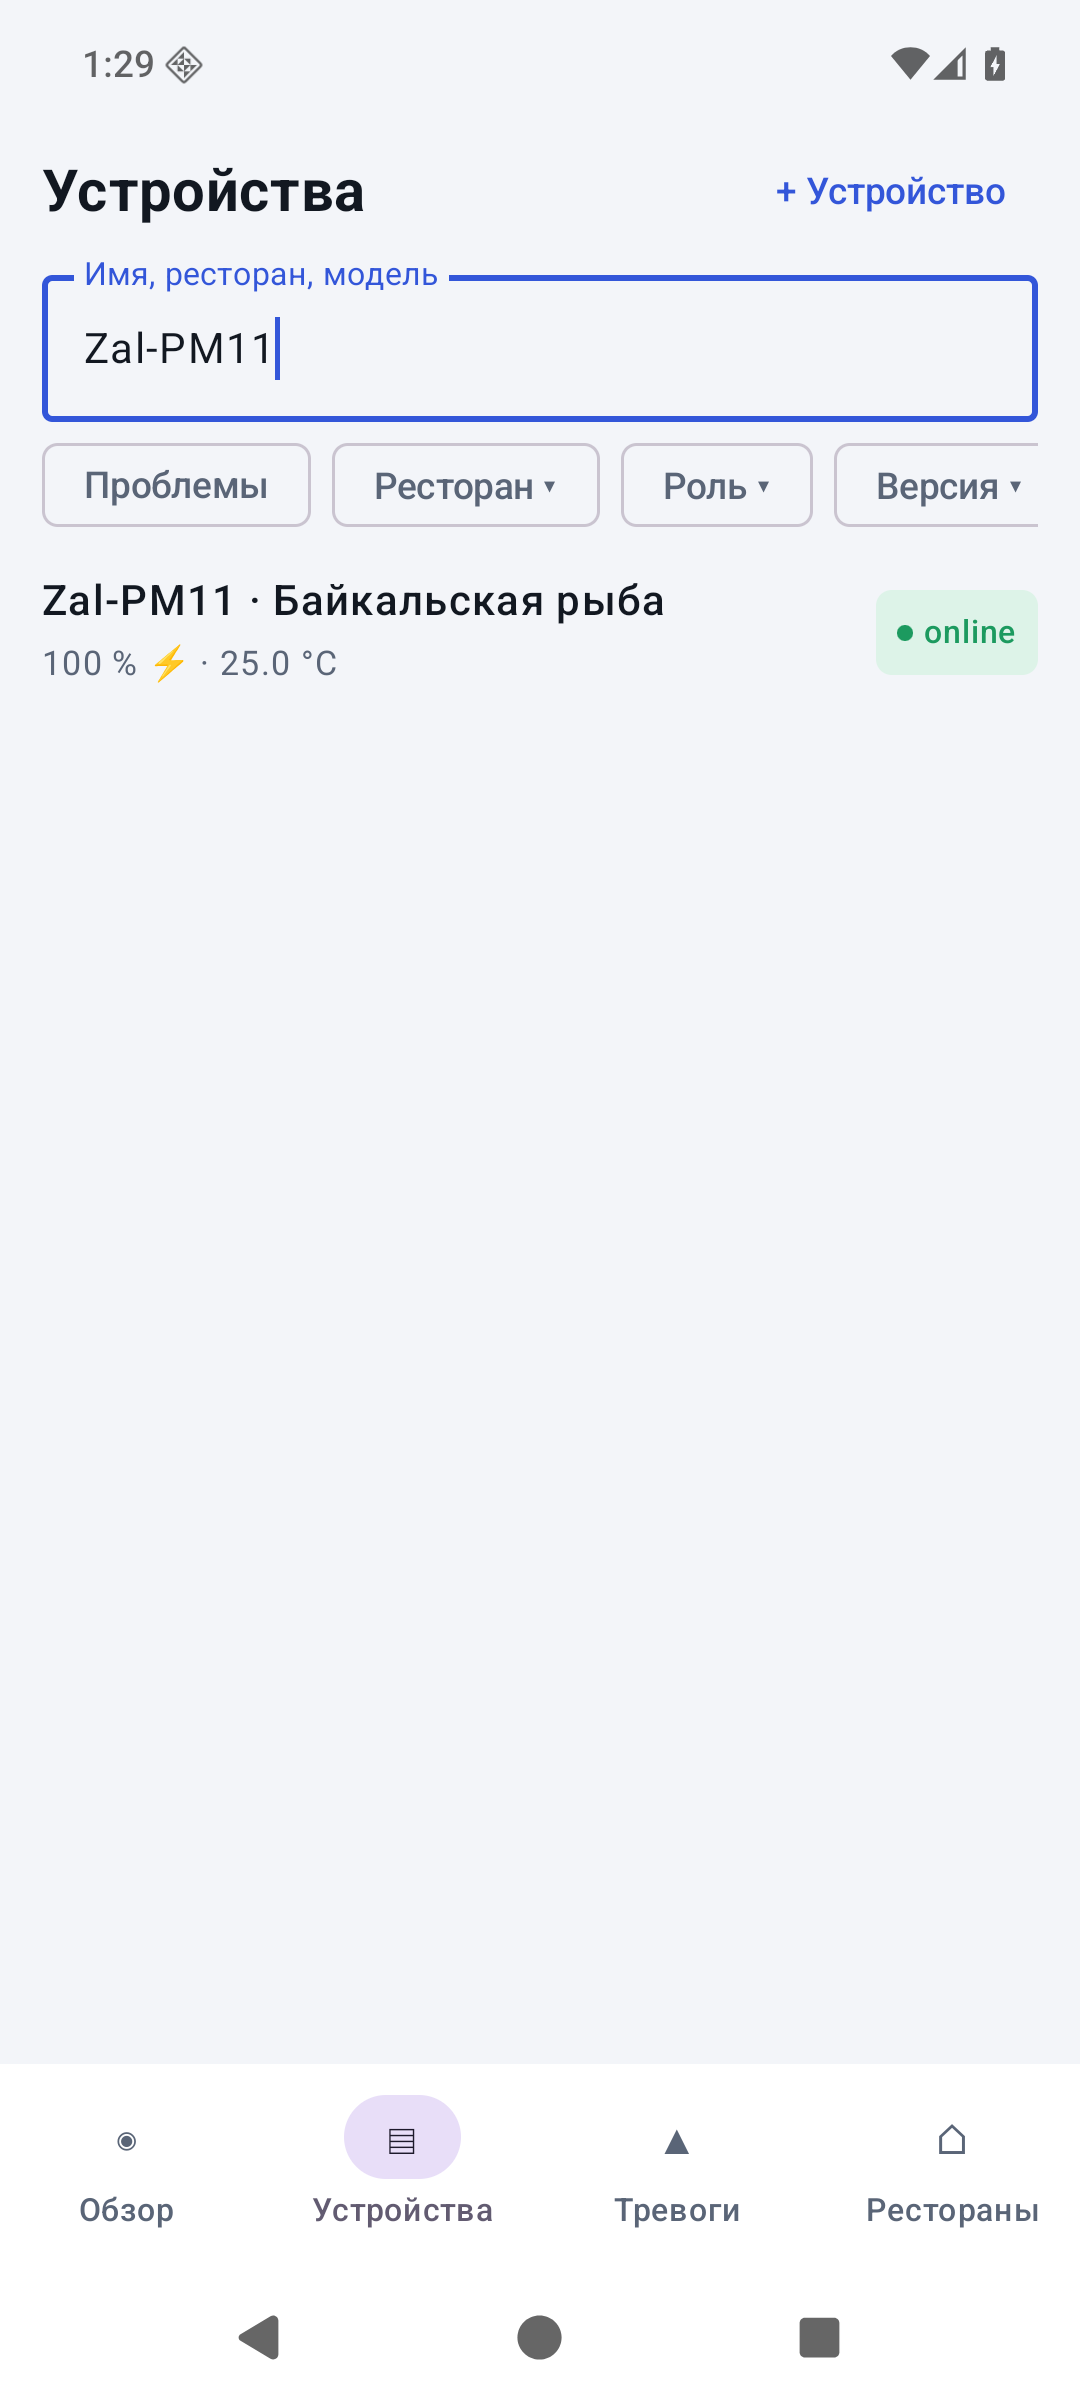 1:29
Устройства
+ Устройство
Имя, ресторан, модель
Zal-PM11
Проблемы
Ресторан ▾
Роль ▾
Версия ▾
Zal-PM11 · Байкальская рыба
100 % ⚡ · 25.0 °C
online
Обзор
Устройства
Тревоги
Рестораны